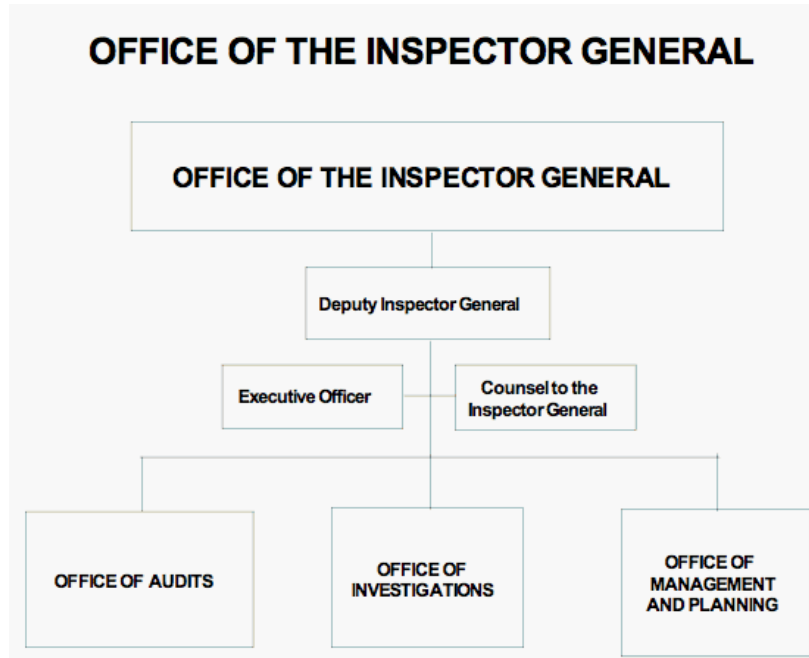 OFFICE OF THE INSPECTOR GENERAL
OFFICE OF THE INSPECTOR GENERAL
Deputy Inspector General
Executive Officer
Counsel to the
Inspector General
OFFICE OF AUDITS
OFFICE OF
INVESTIGATIONS
OFFICE OF
MANAGEMENT
AND PLANNING